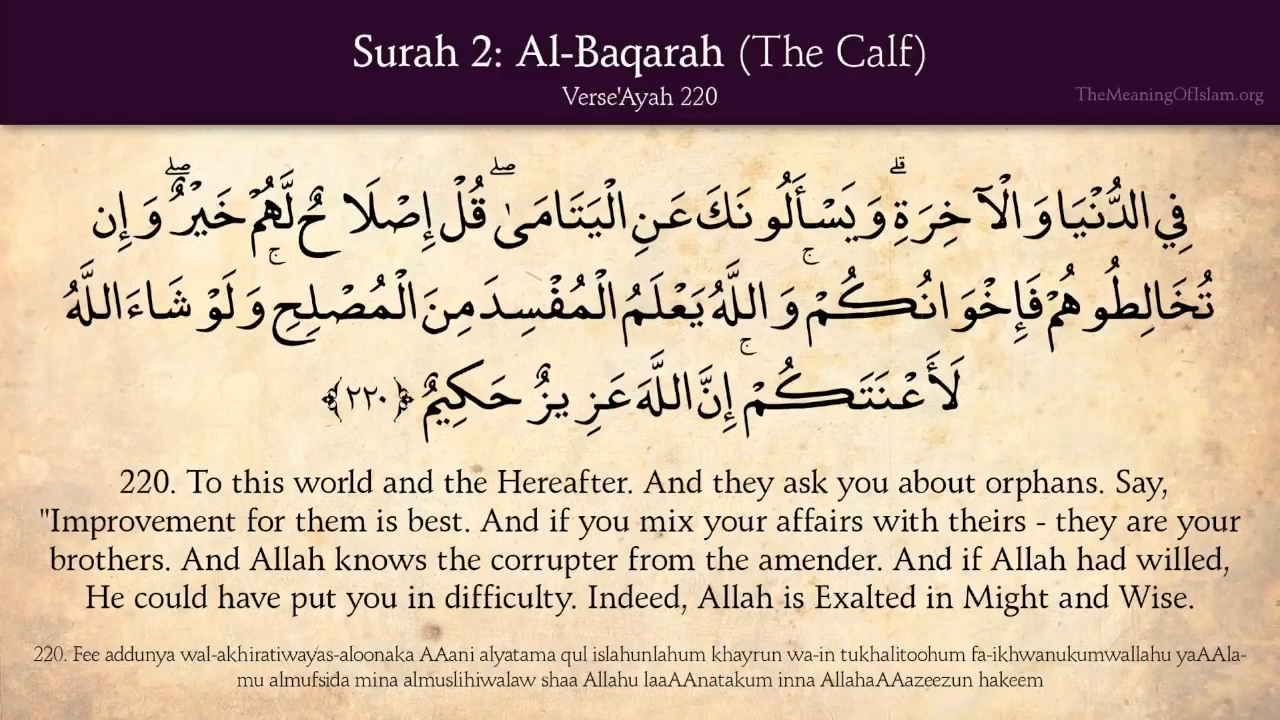 Surah 2: Al-Baqarah (The Calf)
Verse'Ayah 220
TheMeaningOfIslam.org
فِي الدُّنْيَا وَالْآخِرَةِ ۗ وَيَسْأَلُونَكَ عَنِ الْيَتَامَىٰ ۖ قُلْ إِصْلَاحٌ لَّهُمْ خَيْرٌ ۖ وَإِن
تُخَالِطُوهُمْ فَإِخْوَانُكُمْ ۚ وَاللَّهُ يَعْلَمُ الْمُفْسِدَ مِنَ الْمُصْلِحِ ۚ وَلَوْ شَاءَ اللَّهُ
لَأَعْنَتَكُمْ ۚ إِنَّ اللَّهَ عَزِيزٌ حَكِيمٌ ﴿٢٢٠﴾
220. To this world and the Hereafter. And they ask you about orphans. Say,
"Improvement for them is best. And if you mix your affairs with theirs - they are your
brothers. And Allah knows the corrupter from the amender. And if Allah had willed,
He could have put you in difficulty. Indeed, Allah is Exalted in Might and Wise.
220. Fee addunya wal-akhiratiwayas-aloonaka AAani alyatama qul islahunlahum khayrun wa-in tukhalitoohum fa-ikhwanukumwallahu yaAAla-
mu almufsida mina almuslihiwalaw shaa Allahu laaAAnatakum inna AllahaAAazeezun hakeem